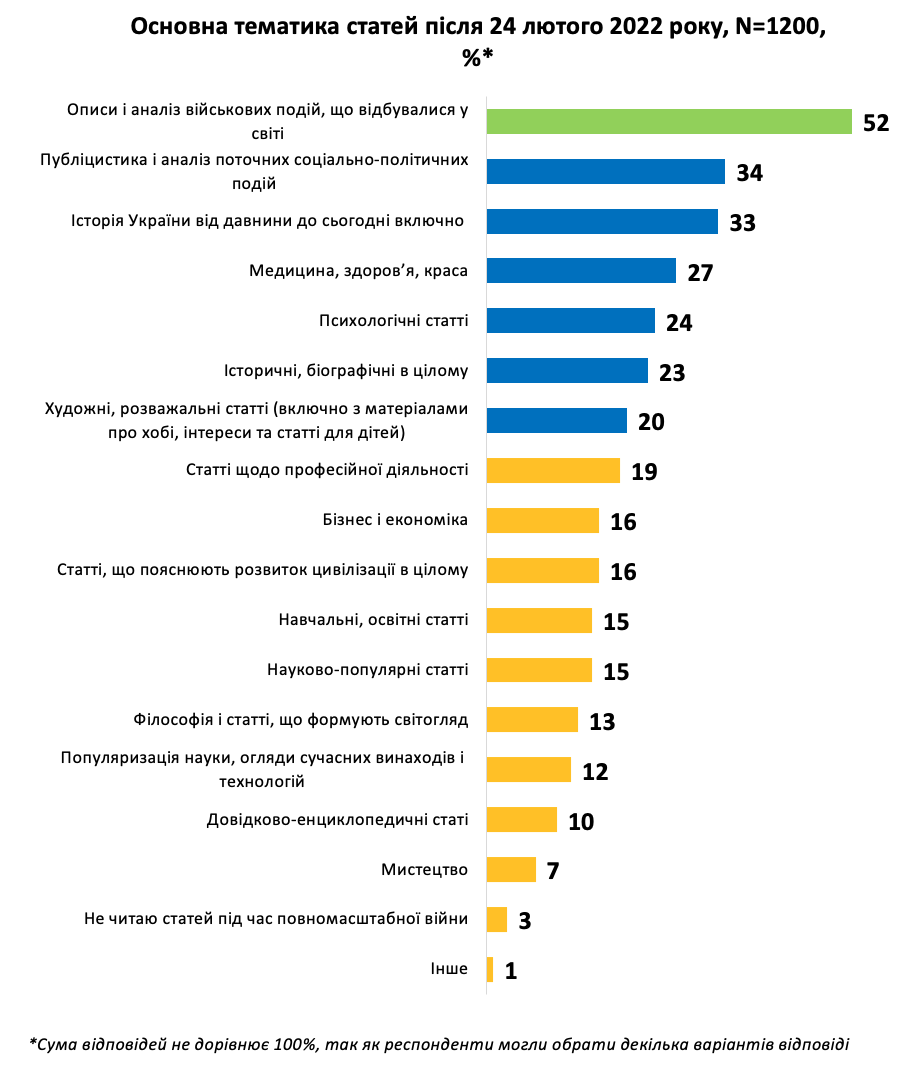 Основна тематика статей після 24 лютого 2022 року, N=1200,
%*
Описи і аналіз військових подій, що відбувалися у
світі
52
Публіцистика і аналіз поточних соціально-політичних
подій
34
Історія України від давнини до сьогодні включно
33
Медицина, здоров’я, краса
27
Психологічні статті
24
Історичні, біографічні в цілому
23
Художні, розважальні статті (включно з матеріалами
про хобі, інтереси та статті для дітей)
20
Статті щодо професійної діяльності
19
Бізнес і економіка
16
Статті, що пояснюють розвиток цивілізації в цілому
16
Навчальні, освітні статті
15
Науково-популярні статті
15
Філософія і статті, що формують світогляд
13
Популяризація науки, огляди сучасних винаходів і
технологій
12
Довідково-енциклопедичні статі
10
Мистецтво
7
Не читаю статей під час повномасштабної війни
3
Інше
1
*Сума відповідей не дорівнює 100%, так як респонденти могли обрати декілька варіантів відповіді